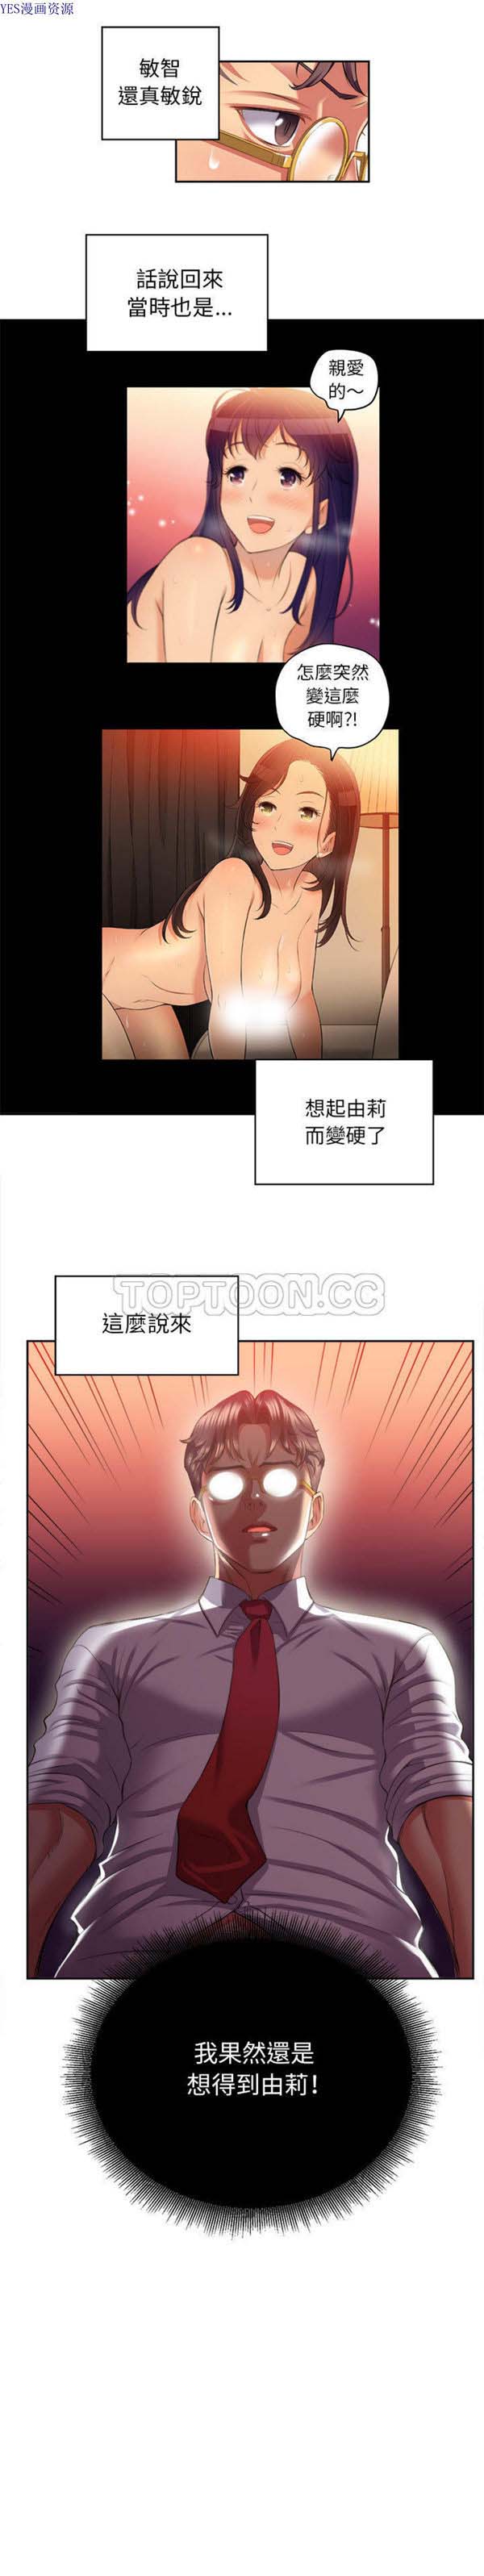 YES漫画资源
敏智
還真敏銳
話說回來
當時也是...
親愛
的～
怎麼突然
變這麼
硬啊?!
想起由莉
而變硬了
TOPTOON.CC
這麼說來
我果然還是
想得到由莉!